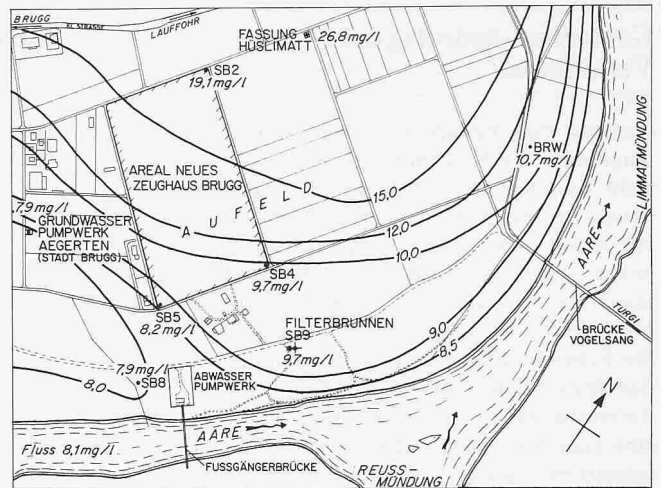 BRUGG
KL. STRASSE
LAUFFOHR
FASSUNG
HÜSLIMATT
26,8 mg/l
SB2
19,1 mg/l
BRW
10,7 mg/l
LIMMATMÜNDUNG
AREAL NEUES
ZEUGHAUS BRUGG
AUFELD
15,0
12,0
10,0
7,9 mg/l
GRUNDWASSER
PUMPWERK
AEGERTEN
(STADT BRUGG)
SB4
9,7 mg/l
AARE
SB5
8,2 mg/l
FILTERBRUNNEN
SB9
9,7 mg/l
9,0
8,5
TURGI
BRÜCKE
VOGELSANG
7,9 mg/l
SB8
8,0
ABWASSER
PUMPWERK
N
AARE
Fluss 8,1 mg/l
FUSSGÄNGERBRÜCKE
REUSS-
MÜNDUNG